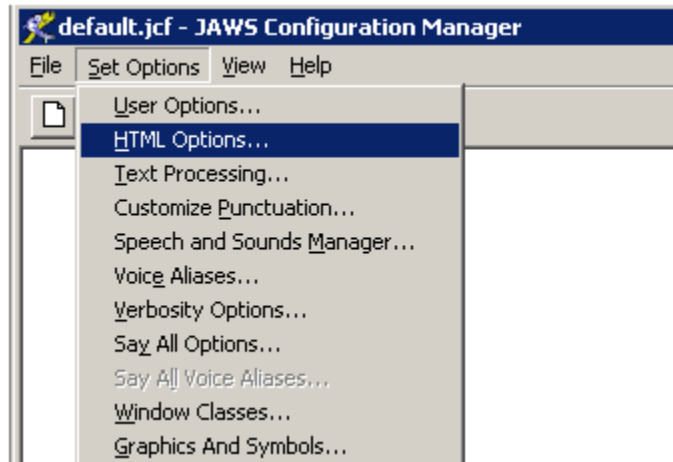 default.jcf - JAWS Configuration Manager
File Set Options View Help
User Options...
HTML Options...
Text Processing...
Customize Punctuation...
Speech and Sounds Manager...
Voice Aliases...
Verbosity Options...
Say All Options...
Say All Voice Aliases...
Window Classes...
Graphics And Symbols...